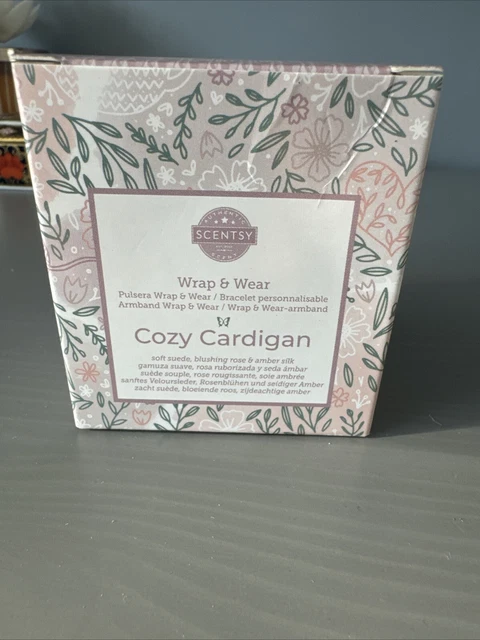 AUTHENTIC
SCENTSY
SCENT
Wrap & Wear
Pulsera Wrap & Wear / Bracelet personnalisable
Armband Wrap & Wear / Wrap & Wear-armband
Cozy Cardigan
soft suede, blushing rose & amber silk
gamuza suave, rosa ruborizada y seda ámbar
suède souple, rose rougissante, soie ambrée
sanftes Veloursleder, Rosenblühen und seidiger Amber
zacht suède, bloeiende roos, zijdeachtige amber